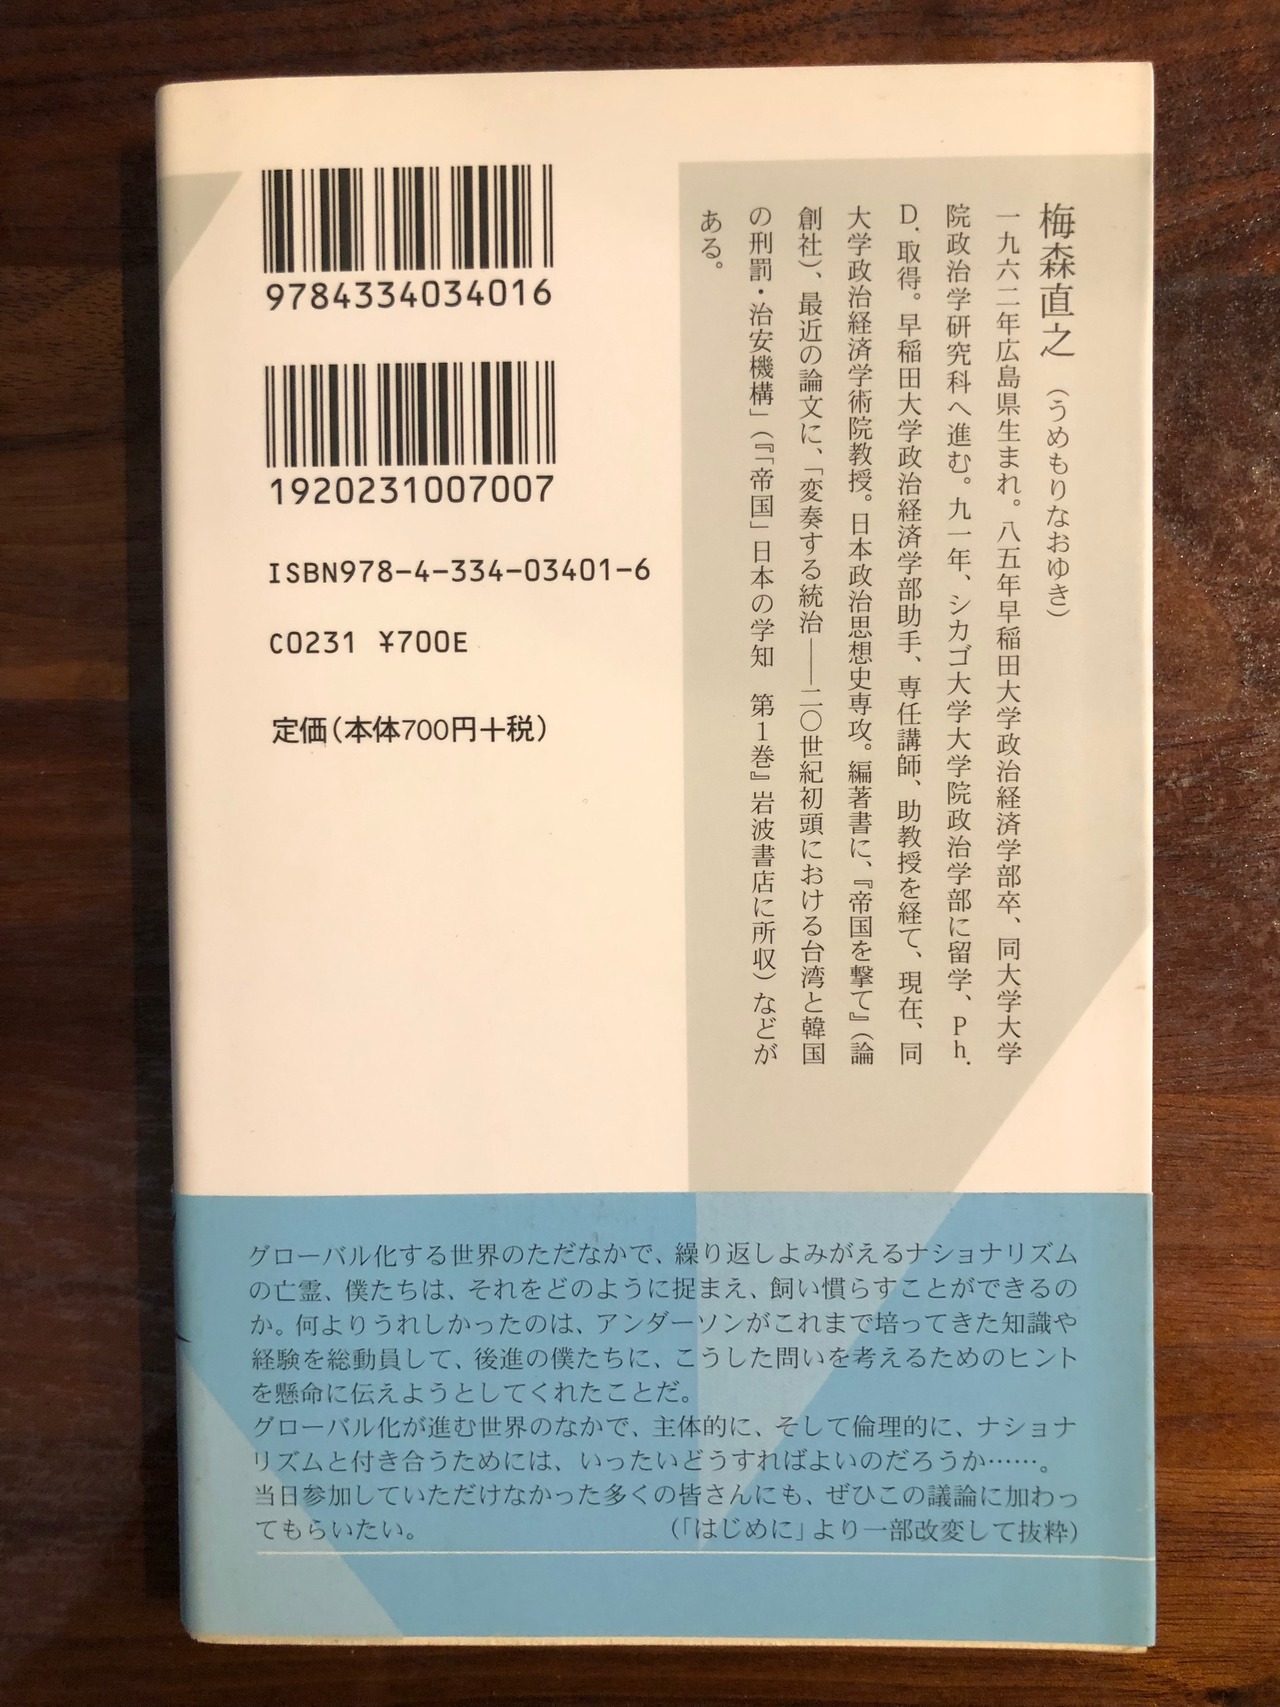 9784334034016
1920231007007
ISBN978-4-334-03401-6
C0231 ¥700E
定価(本体700円+税)
梅森直之（うめもりなおゆき）
一九六二年広島県生まれ。八五年早稲田大学政治経済学部卒、同大学大学
院政治学研究科へ進む。九一年、シカゴ大学大学院政治学部に留学、Ph.
D.取得。早稲田大学政治経済学部助手、専任講師、助教授を経て、現在、同
大学政治経済学術院教授。日本政治思想史専攻。編著書に、『帝国を撃て』（論
創社）、最近の論文に、「変奏する統治――二〇世紀初頭における台湾と韓国
の刑罰・治安機構」（『「帝国」日本の学知　第1巻』岩波書店に所収）などが
ある。
グローバル化する世界のただなかで、繰り返しよみがえるナショナリズム
の亡霊、僕たちは、それをどのように捉まえ、飼い慣らすことができるの
か。何よりうれしかったのは、アンダーソンがこれまで培ってきた知識や
経験を総動員して、後進の僕たちに、こうした問いを考えるためのヒント
を懸命に伝えようとしてくれたことだ。
グローバル化が進む世界のなかで、主体的に、そして倫理的に、ナショナ
リズムと付き合うためには、いったいどうすればよいのだろうか……。
当日参加していただけなかった多くの皆さんにも、ぜひこの議論に加わっ
てもらいたい。　（「はじめに」より一部改変して抜粋）